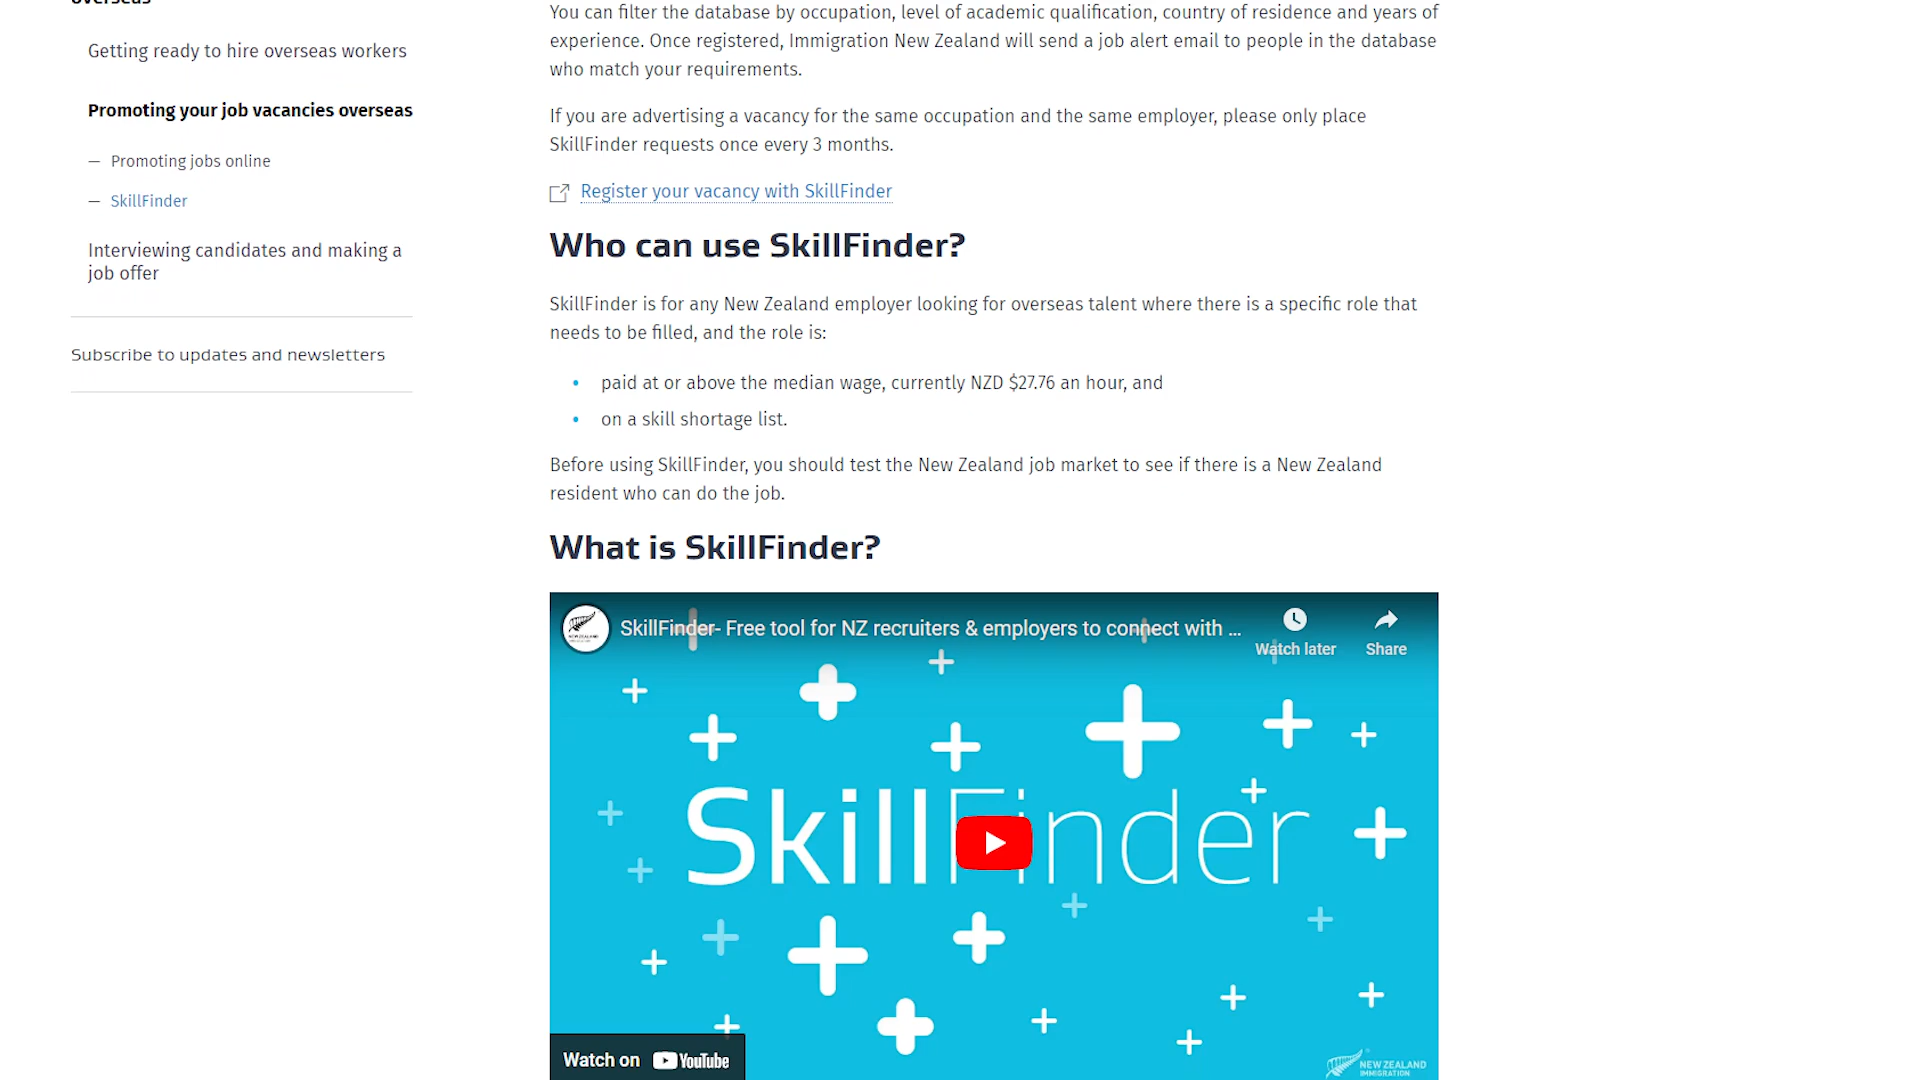 overseas
Getting ready to hire overseas workers
Promoting your job vacancies overseas
— Promoting jobs online
— SkillFinder
Interviewing candidates and making a
job offer
Subscribe to updates and newsletters
You can filter the database by occupation, level of academic qualification, country of residence and years of
experience. Once registered, Immigration New Zealand will send a job alert email to people in the database
who match your requirements.
If you are advertising a vacancy for the same occupation and the same employer, please only place
SkillFinder requests once every 3 months.
Register your vacancy with SkillFinder
Who can use SkillFinder?
SkillFinder is for any New Zealand employer looking for overseas talent where there is a specific role that
needs to be filled, and the role is:
• paid at or above the median wage, currently NZD $27.76 an hour, and
• on a skill shortage list.
Before using SkillFinder, you should test the New Zealand job market to see if there is a New Zealand
resident who can do the job.
What is SkillFinder?
SkillFinder- Free tool for NZ recruiters & employers to connect with ...
Watch later
Share
SkillFinder
Watch on YouTube
NEW ZEALAND
IMMIGRATION